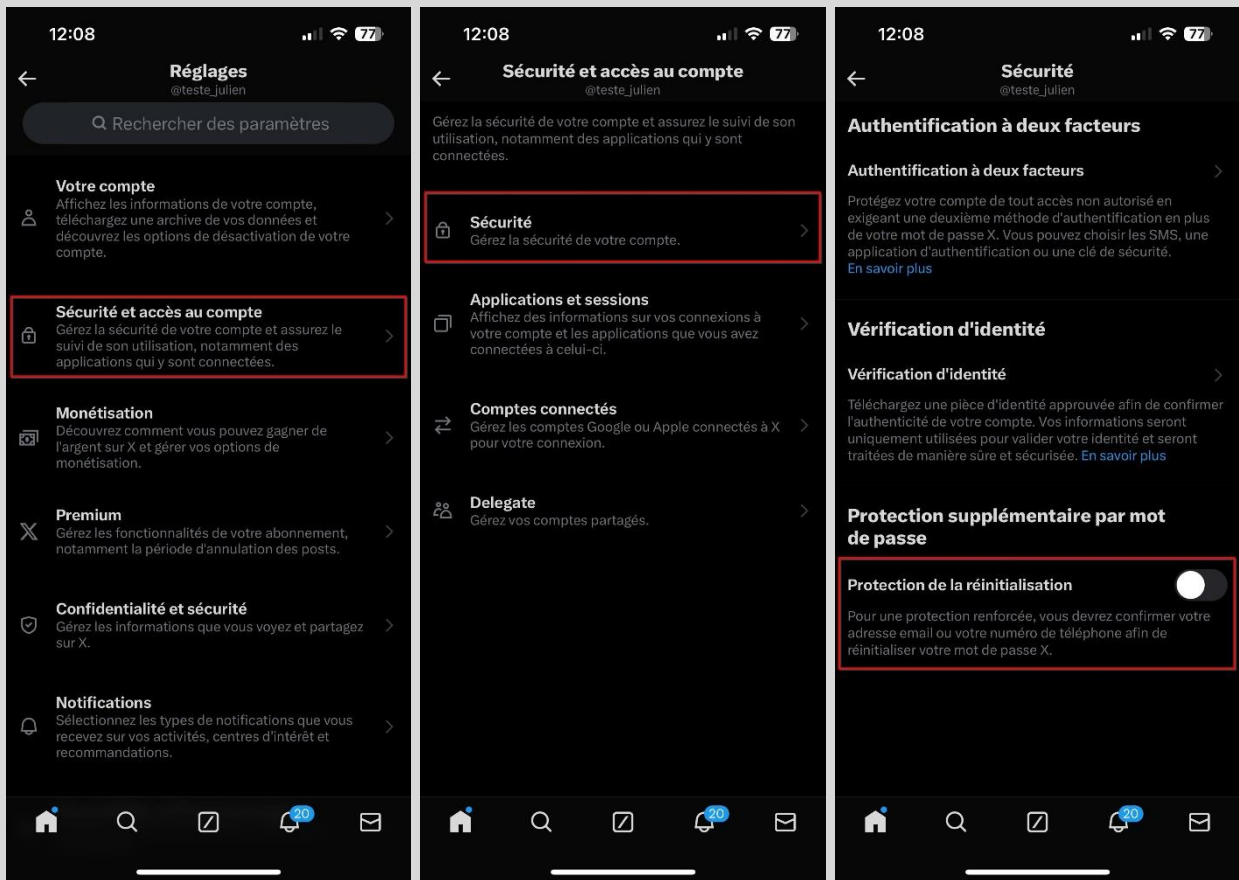 12:08
77
Réglages
@teste_julien
Rechercher des paramètres
Votre compte
Affichez les informations de votre compte,
téléchargez une archive de vos données et
découvrez les options de désactivation de votre
compte.
Sécurité et accès au compte
Gérez la sécurité de votre compte et assurez le
suivi de son utilisation, notamment des
applications qui y sont connectées.
Monétisation
Découvrez comment vous pouvez gagner de
l'argent sur X et gérer vos options de
monétisation.
Premium
Gérez les fonctionnalités de votre abonnement,
notamment la période d'annulation des posts.
Confidentialité et sécurité
Gérez les informations que vous voyez et partagez
sur X.
Notifications
Sélectionnez les types de notifications que vous
recevez sur vos activités, centres d'intérêt et
recommandations.
20
12:08
77
Sécurité et accès au compte
@teste_julien
Gérez la sécurité de votre compte et assurez le suivi de son
utilisation, notamment des applications qui y sont
connectées.
Sécurité
Gérez la sécurité de votre compte.
Applications et sessions
Affichez des informations sur vos connexions à
votre compte et les applications que vous avez
connectées à celui-ci.
Comptes connectés
Gérez les comptes Google ou Apple connectés à X
pour votre connexion.
Delegate
Gérez vos comptes partagés.
20
12:08
77
Sécurité
@teste_julien
Authentification à deux facteurs
Authentification à deux facteurs
Protégez votre compte de tout accès non autorisé en
exigeant une deuxième méthode d'authentification en plus
de votre mot de passe X. Vous pouvez choisir les SMS, une
application d'authentification ou une clé de sécurité.
En savoir plus
Vérification d'identité
Vérification d'identité
Téléchargez une pièce d'identité approuvée afin de confirmer
l'authenticité de votre compte. Vos informations seront
uniquement utilisées pour valider votre identité et seront
traitées de manière sûre et sécurisée. En savoir plus
Protection supplémentaire par mot
de passe
Protection de la réinitialisation
Pour une protection renforcée, vous devrez confirmer votre
adresse email ou votre numéro de téléphone afin de
réinitialiser votre mot de passe X.
20